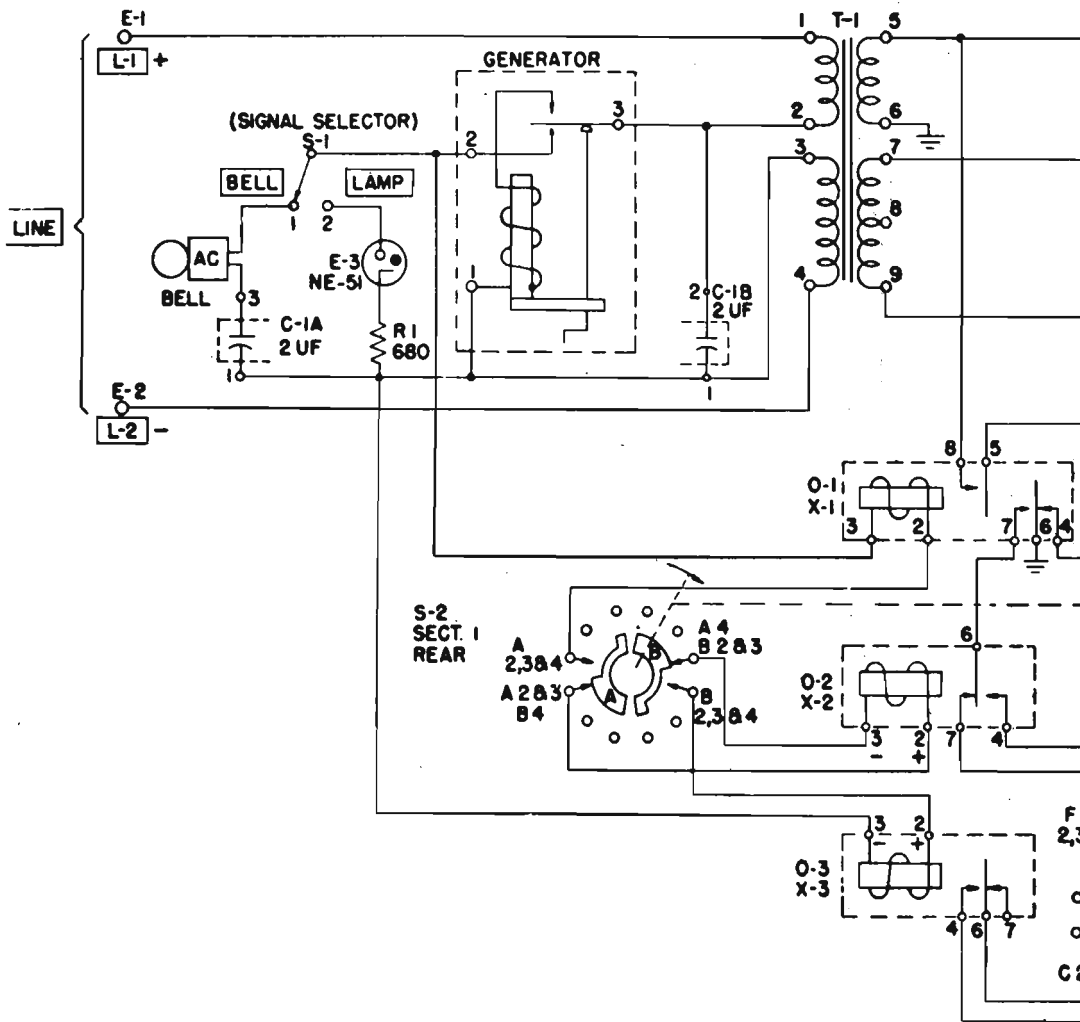 E-1
L-1 +
LINE
E-2
L-2 -
(SIGNAL SELECTOR)
S-1
BELL
LAMP
1
2
AC
BELL
3
C-1A
2 UF
1
E-3
NE-51
R1
680
GENERATOR
2
3
1
2
C-1B
2 UF
1
1
T-1
5
2
6
3
7
8
4
9
8
5
O-1
X-1
3
2
7
6
4
S-2
SECT. 1
REAR
A
2,3&4
A 2&3
B4
A 4
B 2&3
B
2,3&4
B
A
6
O-2
X-2
3
2
7
4
-
+
3
2
-
+
O-3
X-3
4
6
7
F
2,3
C2